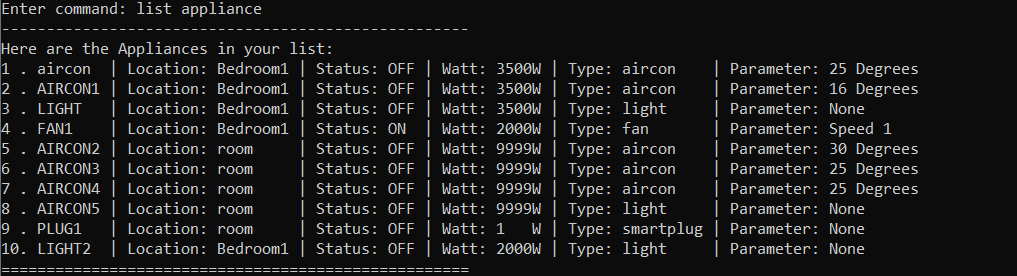 Enter command: list appliance
----------------------------------------------------
Here are the Appliances in your list:
1 . aircon  | Location: Bedroom1 | Status: OFF | Watt: 3500W | Type: aircon    | Parameter: 25 Degrees
2 . AIRCON1 | Location: Bedroom1 | Status: OFF | Watt: 3500W | Type: aircon    | Parameter: 16 Degrees
3 . LIGHT   | Location: Bedroom1 | Status: OFF | Watt: 3500W | Type: light     | Parameter: None
4 . FAN1    | Location: Bedroom1 | Status: ON  | Watt: 2000W | Type: fan       | Parameter: Speed 1
5 . AIRCON2 | Location: room     | Status: OFF | Watt: 9999W | Type: aircon    | Parameter: 30 Degrees
6 . AIRCON3 | Location: room     | Status: OFF | Watt: 9999W | Type: aircon    | Parameter: 25 Degrees
7 . AIRCON4 | Location: room     | Status: OFF | Watt: 9999W | Type: aircon    | Parameter: 25 Degrees
8 . AIRCON5 | Location: room     | Status: OFF | Watt: 9999W | Type: light     | Parameter: None
9 . PLUG1   | Location: room     | Status: OFF | Watt: 1   W | Type: smartplug | Parameter: None
10. LIGHT2  | Location: Bedroom1 | Status: OFF | Watt: 2000W | Type: light     | Parameter: None
====================================================